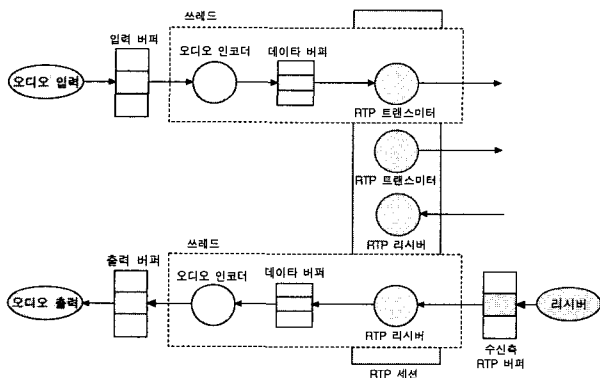 쓰레드
입력 버퍼
오디오 인코더
데이타 버퍼
오디오 입력
RTP 트랜스미터
RTP 트랜스미터
RTP 리시버
쓰레드
출력 버퍼
오디오 인코더
데이타 버퍼
오디오 출력
리시버
RTP 리시버
수신측
RTP 버퍼
RTP 세션